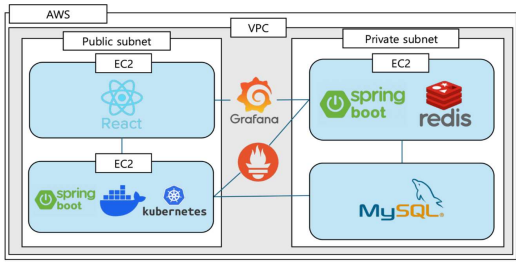 AWS
VPC
Public subnet
Private subnet
EC2
React
Grafana
EC2
spring
boot
redis
EC2
spring
boot
kubernetes
MySQL